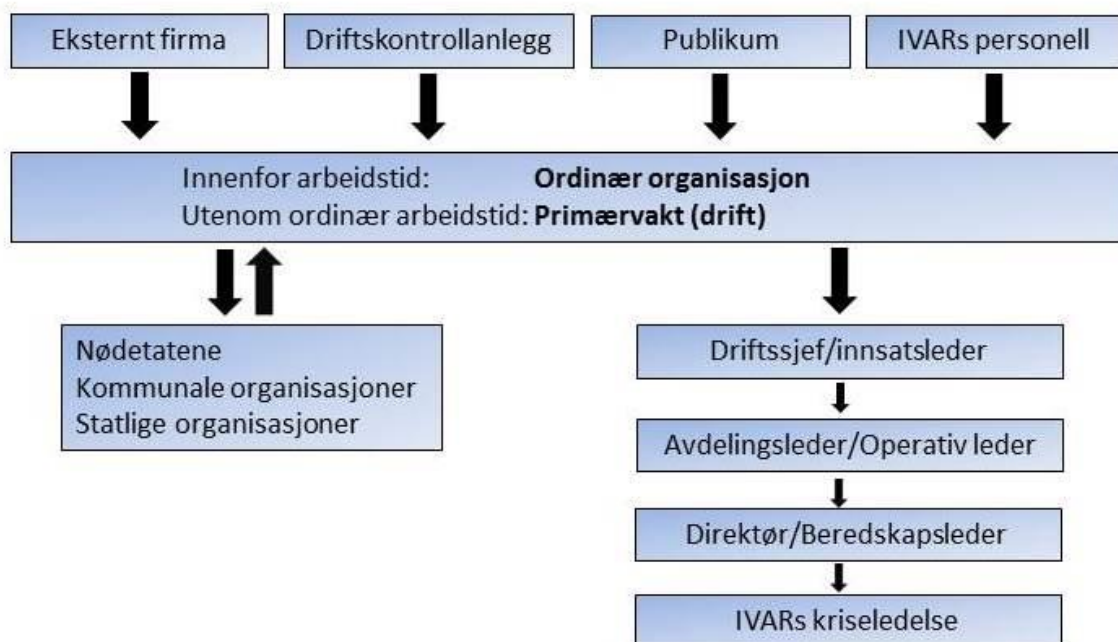 Eksternt firma
Driftskontrollanlegg
Publikum
IVARs personell
Innenfor arbeidstid: Ordinær organisasjon
Utenom ordinær arbeidstid: Primærvakt (drift)
Nødetatene
Kommunale organisasjoner
Statlige organisasjoner
Driftssjef/innsatsleder
Avdelingsleder/Operativ leder
Direktør/Beredskapsleder
IVARs kriseledelse